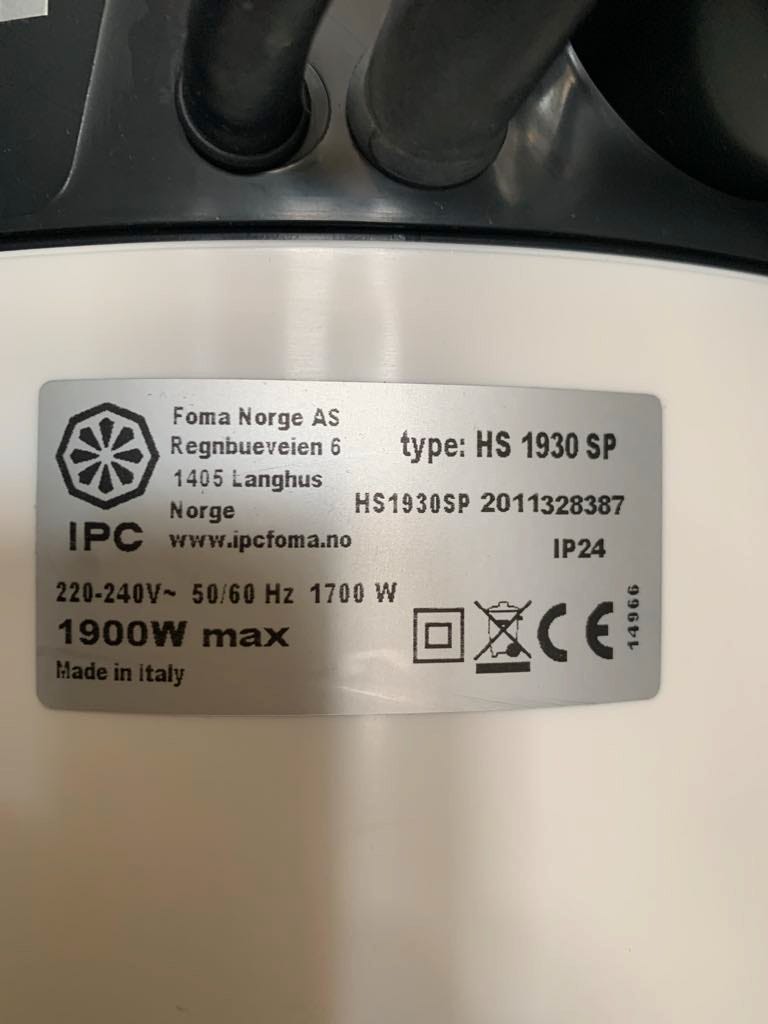 Foma Norge AS
Regnbueveien 6
1405 Langhus
Norge
www.ipcfoma.no
IPC
type: HS 1930 SP
HS1930SP 2011328387
IP24
220-240V~ 50/60 Hz 1700 W
1900W max
Made in Italy
CE
14966